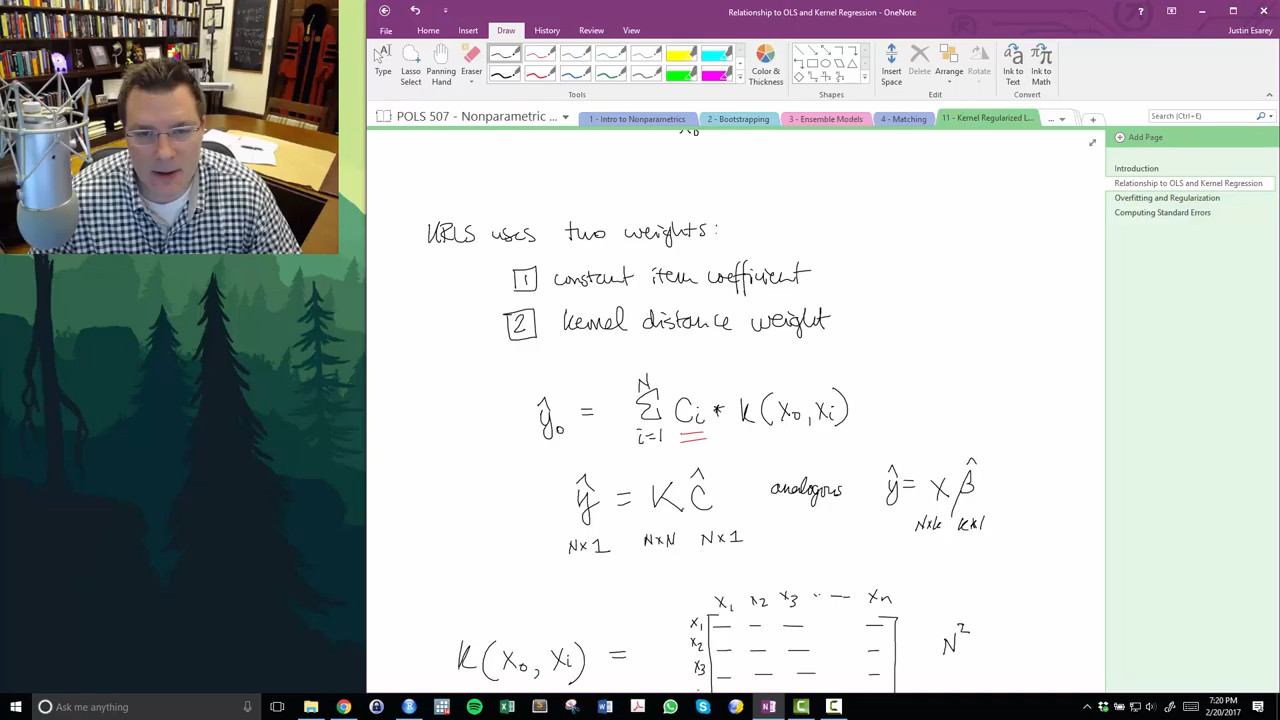 Relationship to OLS and Kernel Regression - OneNote
Justin Esarey
File Home Insert Draw History Review View
Type
Lasso Select
Panning Hand
Eraser
Color & Thickness
Insert Space
Delete
Arrange
Rotate
Ink to Text
Ink to Math
Tools Shapes Edit Convert
POLS 507 - Nonparametric ...
1 - Intro to Nonparametrics
2 - Bootstrapping
3 - Ensemble Models
4 - Matching
11 - Kernel Regularized L...
Search (Ctrl+E)
Add Page
Introduction
Relationship to OLS and Kernel Regression
Overfitting and Regularization
Computing Standard Errors
x₀
KRLS uses two weights:
1 constant item coefficient
2 kernel distance weight
ŷ₀ = Σ_{i=1}^{N} Cᵢ * k(x₀, xᵢ)
ŷ = K Ĉ analogous ŷ = X β̂
N×1 N×N N×1 N×k k×1
x₁ x₂ x₃ ·· — xₙ
x₁
x₂
x₃
k(x₀, xᵢ) = N²
Ask me anything
7:20 PM
2/20/2017